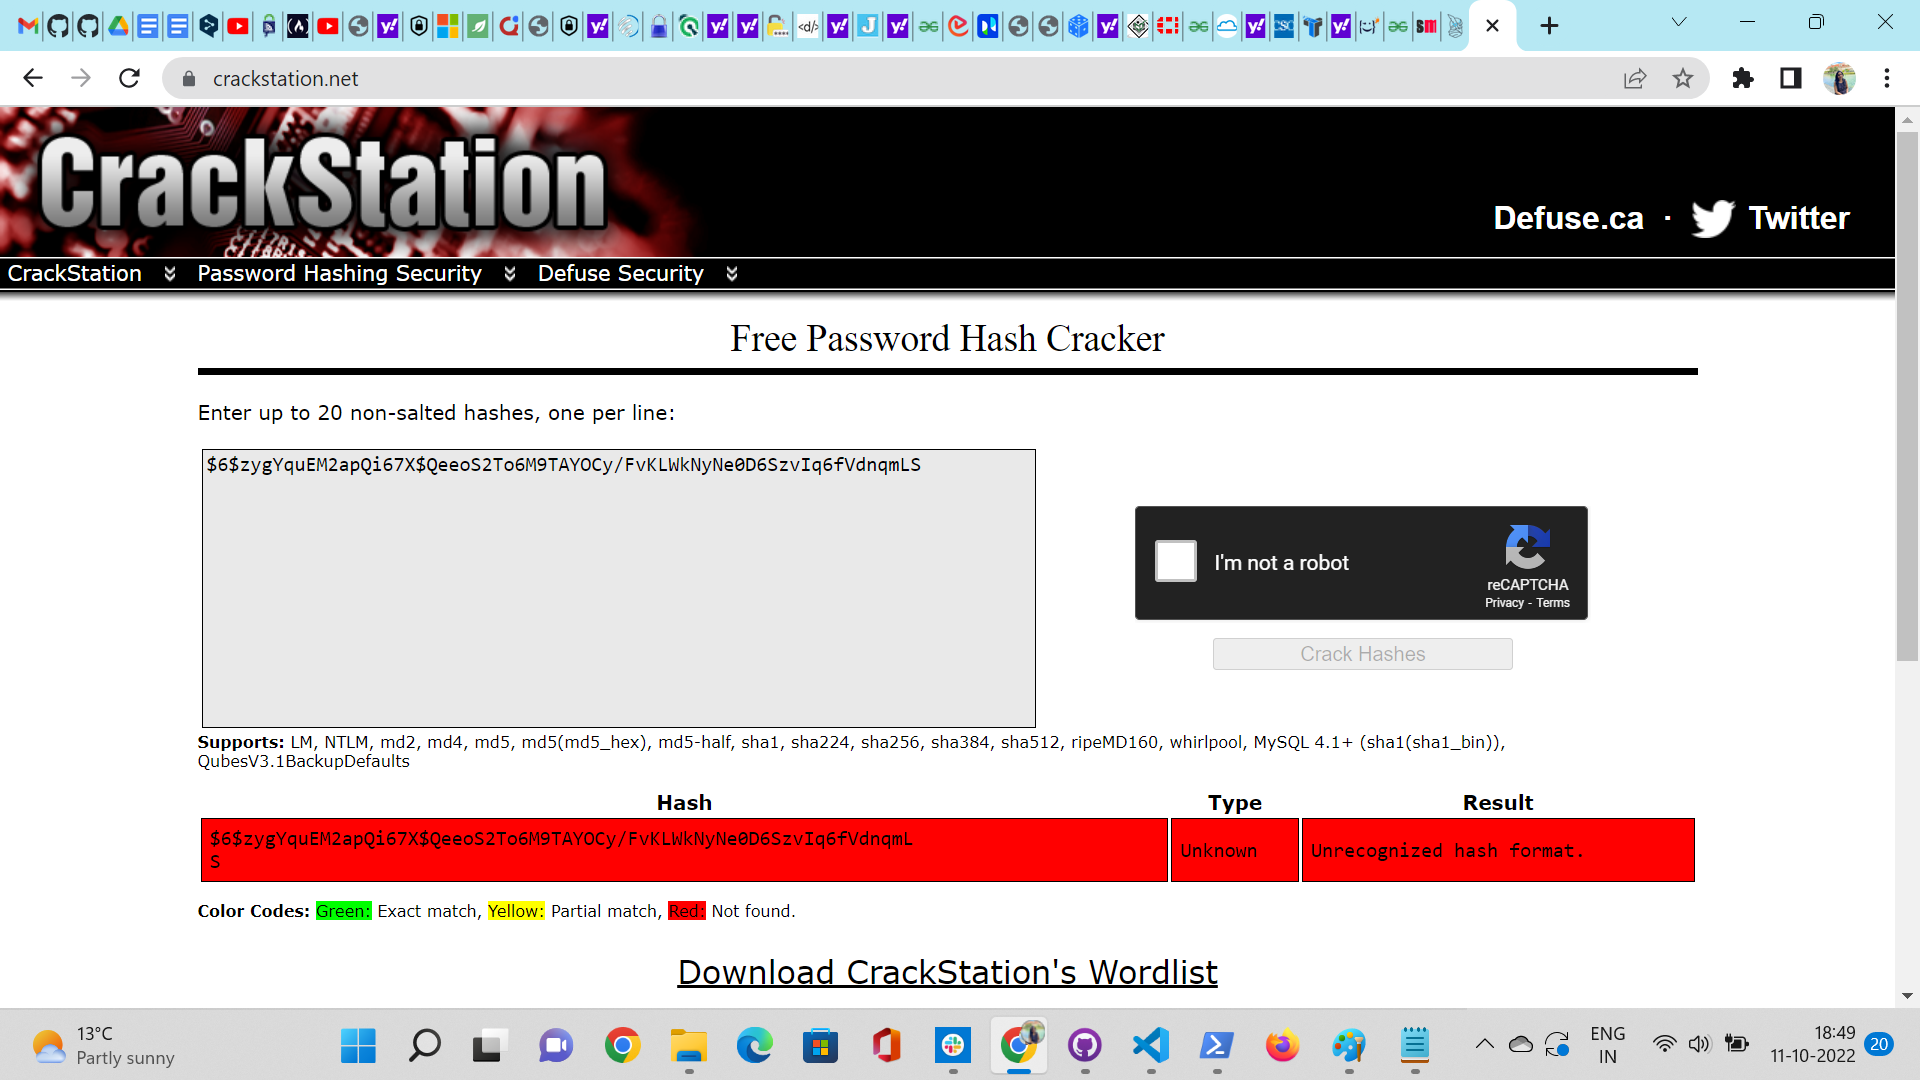 crackstation.net
CrackStation
Defuse.ca · Twitter
CrackStation Password Hashing Security Defuse Security
Free Password Hash Cracker
Enter up to 20 non-salted hashes, one per line:
$6$zygYquEM2apQi67X$QeeoS2To6M9TAYOCy/FvKLWkNyNe0D6SzvIq6fVdnqmLS
I'm not a robot
reCAPTCHA
Privacy - Terms
Crack Hashes
Supports: LM, NTLM, md2, md4, md5, md5(md5_hex), md5-half, sha1, sha224, sha256, sha384, sha512, ripeMD160, whirlpool, MySQL 4.1+ (sha1(sha1_bin)),
QubesV3.1BackupDefaults
Hash Type Result
$6$zygYquEM2apQi67X$QeeoS2To6M9TAYOCy/FvKLWkNyNe0D6SzvIq6fVdnqmL
S
Unknown
Unrecognized hash format.
Color Codes: Green: Exact match, Yellow: Partial match, Red: Not found.
Download CrackStation's Wordlist
13°C
Partly sunny
ENG
IN
18:49
11-10-2022
20